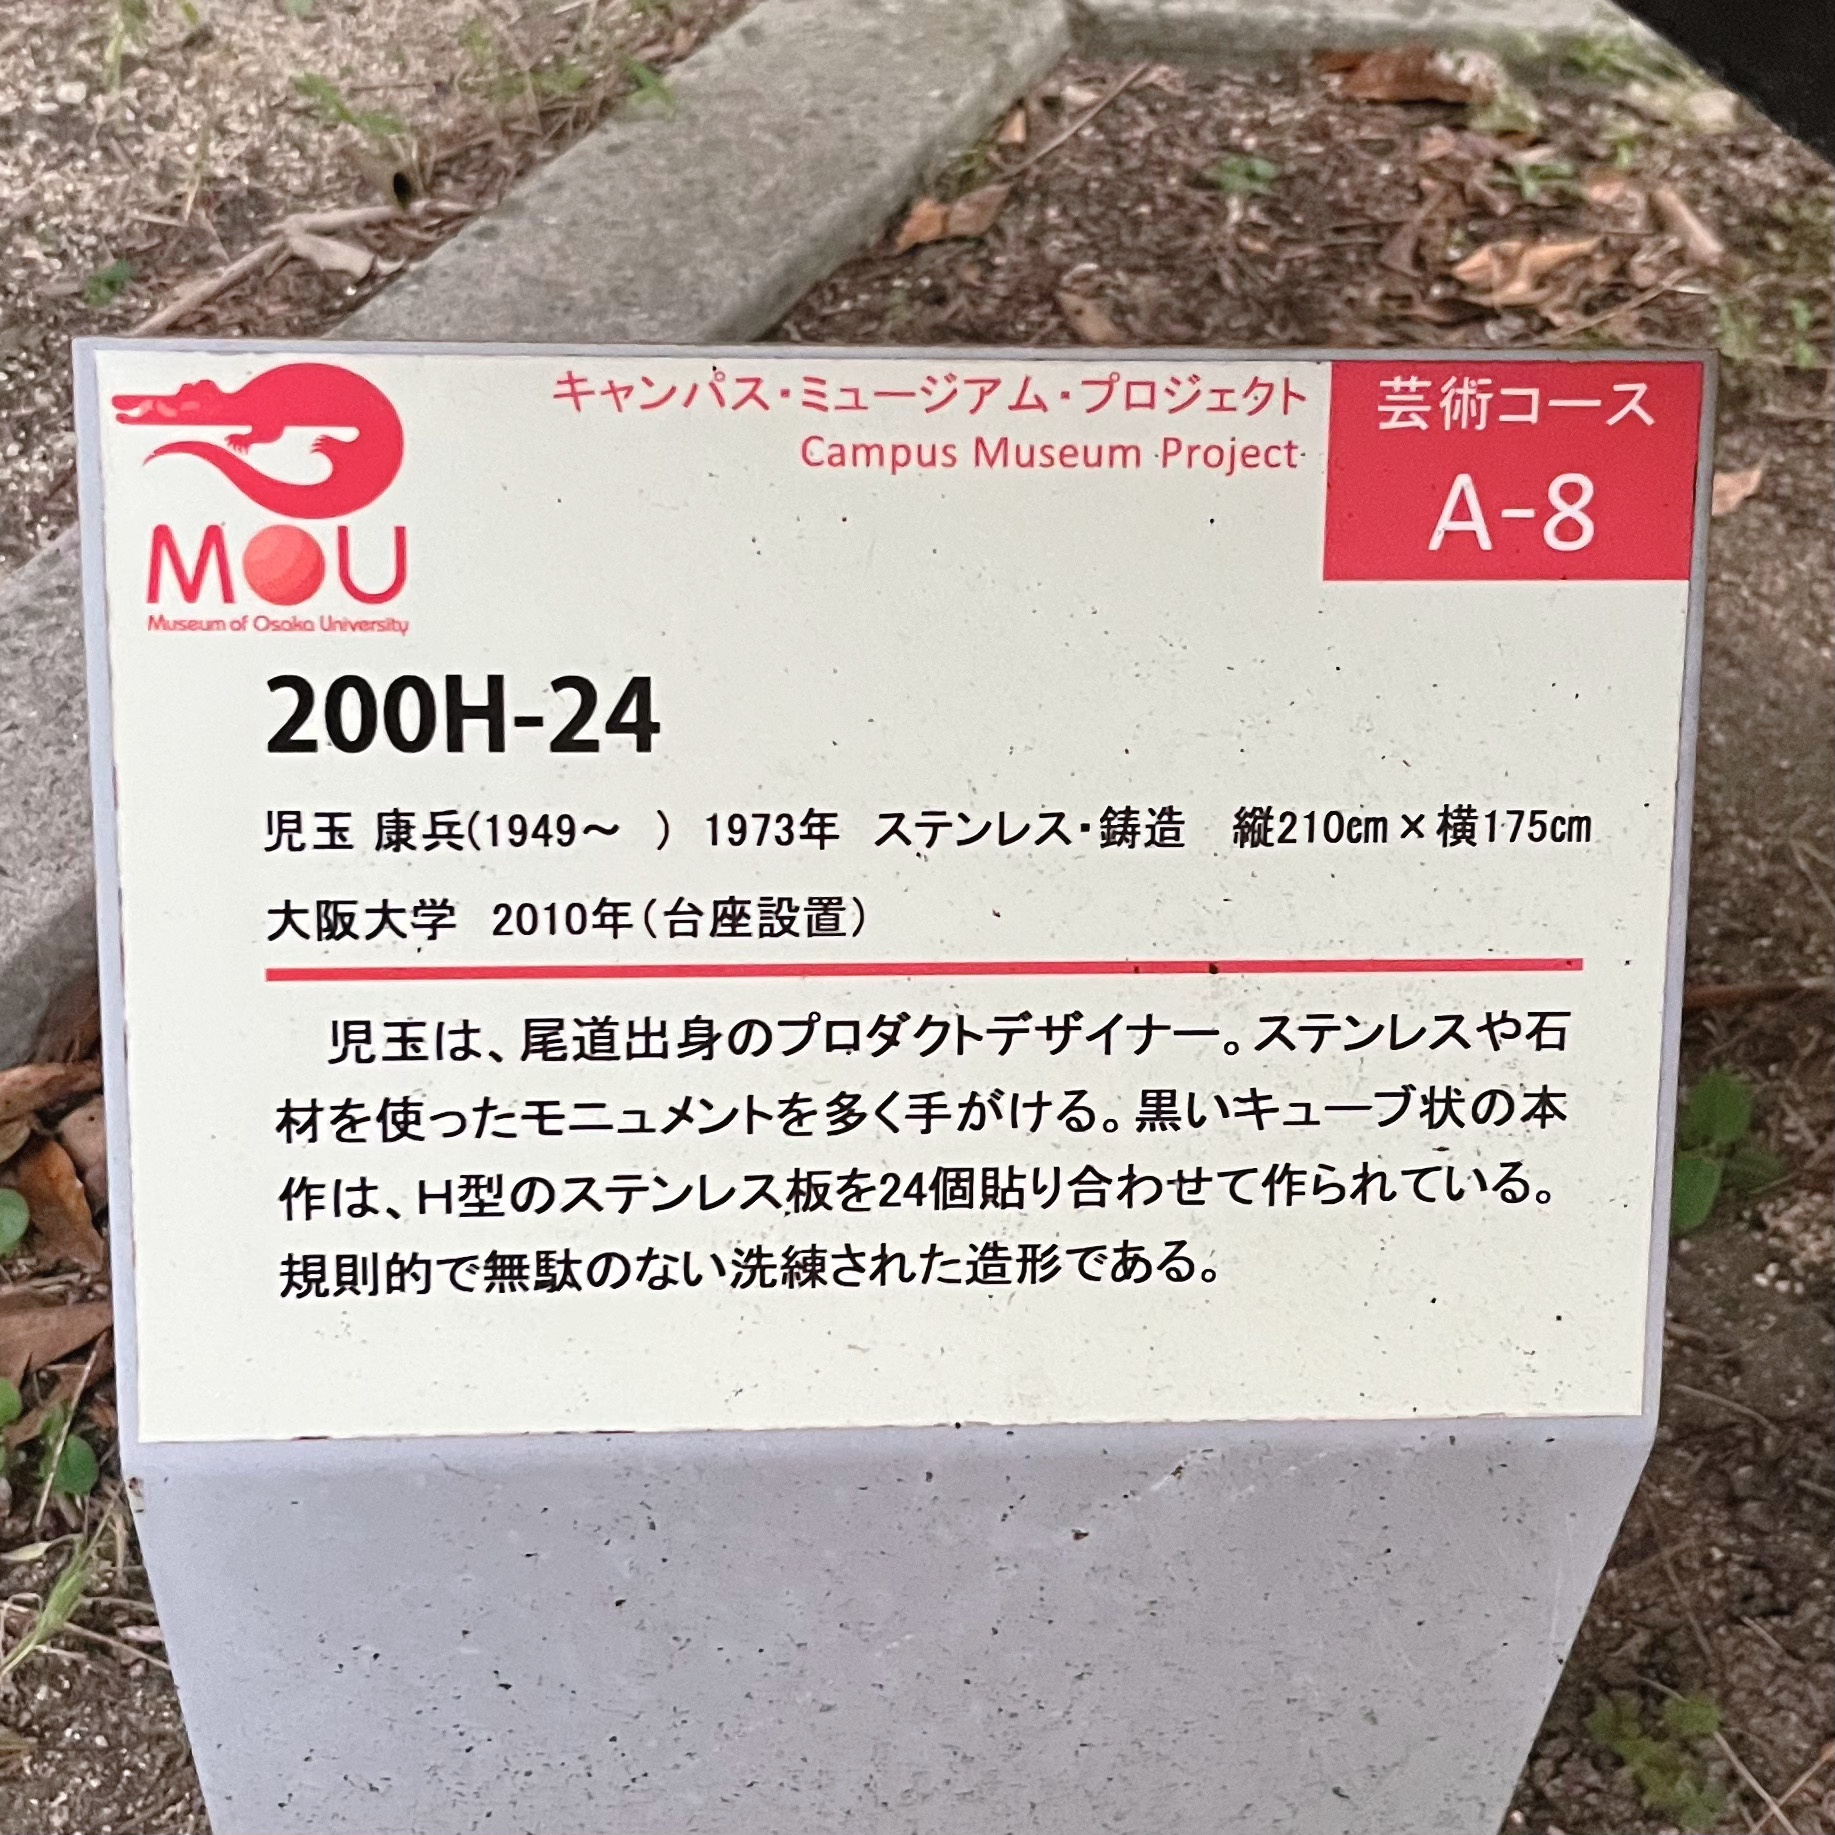 キャンパス・ミュージアム・プロジェクト
Campus Museum Project
芸術コース
A-8
MOU
Museum of Osaka University
200H-24
児玉 康兵(1949～　)　1973年　ステンレス・鋳造　縦210cm×横175cm
大阪大学　2010年（台座設置）
児玉は、尾道出身のプロダクトデザイナー。ステンレスや石
材を使ったモニュメントを多く手がける。黒いキューブ状の本
作は、H型のステンレス板を24個貼り合わせて作られている。
規則的で無駄のない洗練された造形である。